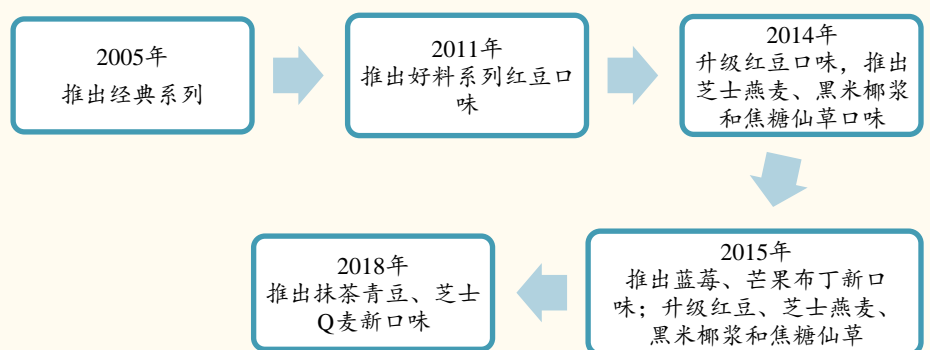 2005年
推出经典系列
2011年
推出好料系列红豆口
味
2014年
升级红豆口味，推出
芝士燕麦、黑米椰浆
和焦糖仙草口味
2015年
推出蓝莓、芒果布丁新口
味；升级红豆、芝士燕麦、
黑米椰浆和焦糖仙草
2018年
推出抹茶青豆、芝士
Q麦新口味